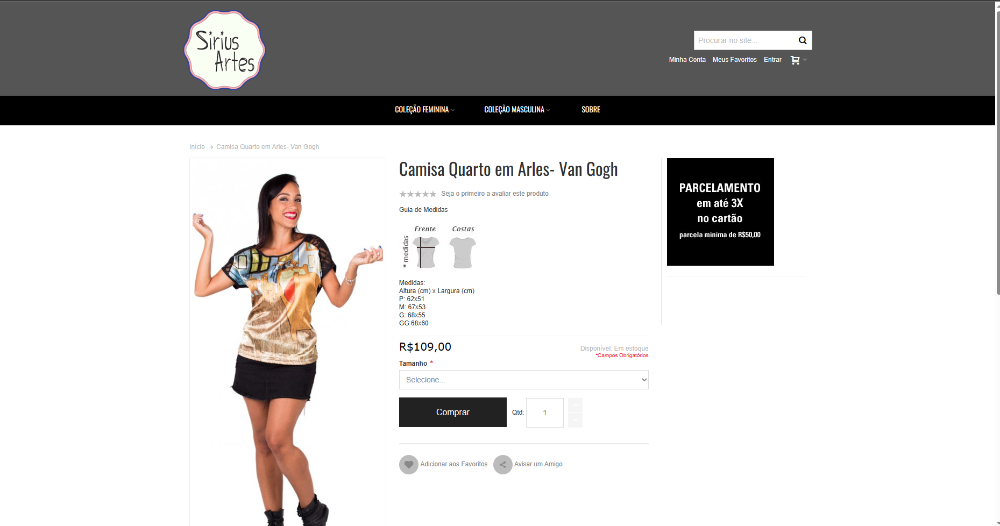 Sirius
Artes
Procurar no site...
Minha Conta Meus Favoritos Entrar
COLEÇÃO FEMININA COLEÇÃO MASCULINA SOBRE
Início → Camisa Quarto em Arles- Van Gogh
Camisa Quarto em Arles- Van Gogh
Seja o primeiro a avaliar este produto
Guia de Medidas
Frente Costas
* medidas
Medidas:
Altura (cm) x Largura (cm)
P: 62x51
M: 67x53
G: 68x55
GG:68x60
R$109,00
Disponível: Em estoque
*Campos Obrigatórios
Tamanho *
Selecione...
Comprar Qtd: 1
Adicionar aos Favoritos Avisar um Amigo
PARCELAMENTO
em até 3X
no cartão
parcela mínima de R$50,00